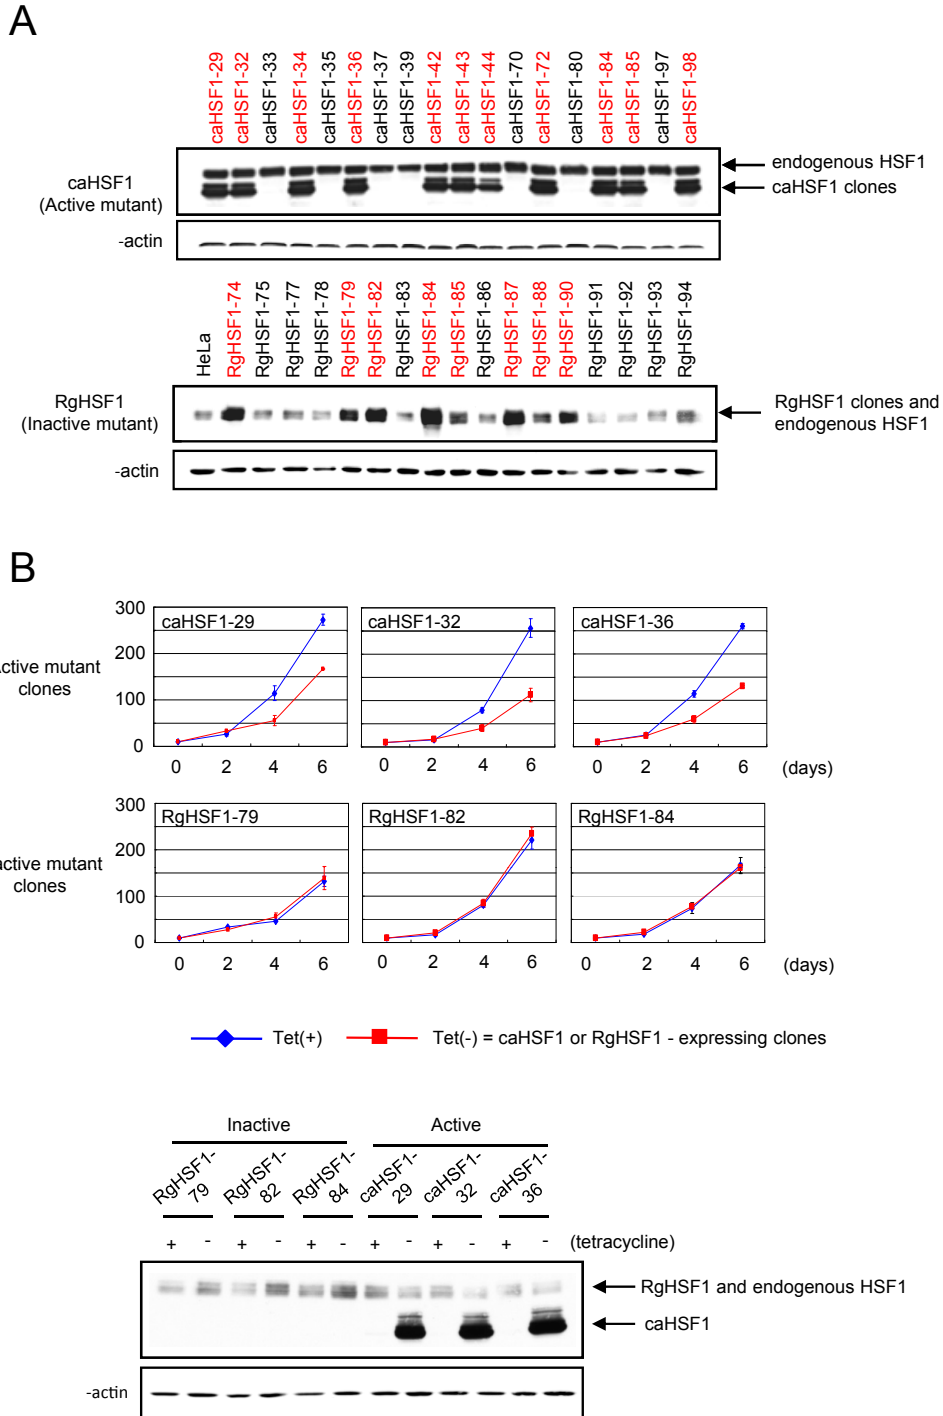 A
caHSF1-29 caHSF1-32 caHSF1-33 caHSF1-34 caHSF1-35 caHSF1-36 caHSF1-37 caHSF1-39 caHSF1-42 caHSF1-43 caHSF1-44 caHSF1-70 caHSF1-72 caHSF1-80 caHSF1-84 caHSF1-85 caHSF1-97 caHSF1-98
caHSF1
(Active mutant)
endogenous HSF1
caHSF1 clones
-actin
HeLa RgHSF1-74 RgHSF1-75 RgHSF1-77 RgHSF1-78 RgHSF1-79 RgHSF1-82 RgHSF1-83 RgHSF1-84 RgHSF1-85 RgHSF1-86 RgHSF1-87 RgHSF1-88 RgHSF1-90 RgHSF1-91 RgHSF1-92 RgHSF1-93 RgHSF1-94
RgHSF1
(Inactive mutant)
RgHSF1 clones and
endogenous HSF1
-actin
B
ctive mutant
clones
300
200
100
0
caHSF1-29 caHSF1-32 caHSF1-36
0 2 4 6 0 2 4 6 0 2 4 6 (days)
active mutant
clones
300
200
100
0
RgHSF1-79 RgHSF1-82 RgHSF1-84
0 2 4 6 0 2 4 6 0 2 4 6 (days)
Tet(+) Tet(-) = caHSF1 or RgHSF1 - expressing clones
Inactive Active
RgHSF1-79 RgHSF1-82 RgHSF1-84 caHSF1-29 caHSF1-32 caHSF1-36
+ - + - + - + - + - + - (tetracycline)
RgHSF1 and endogenous HSF1
caHSF1
-actin